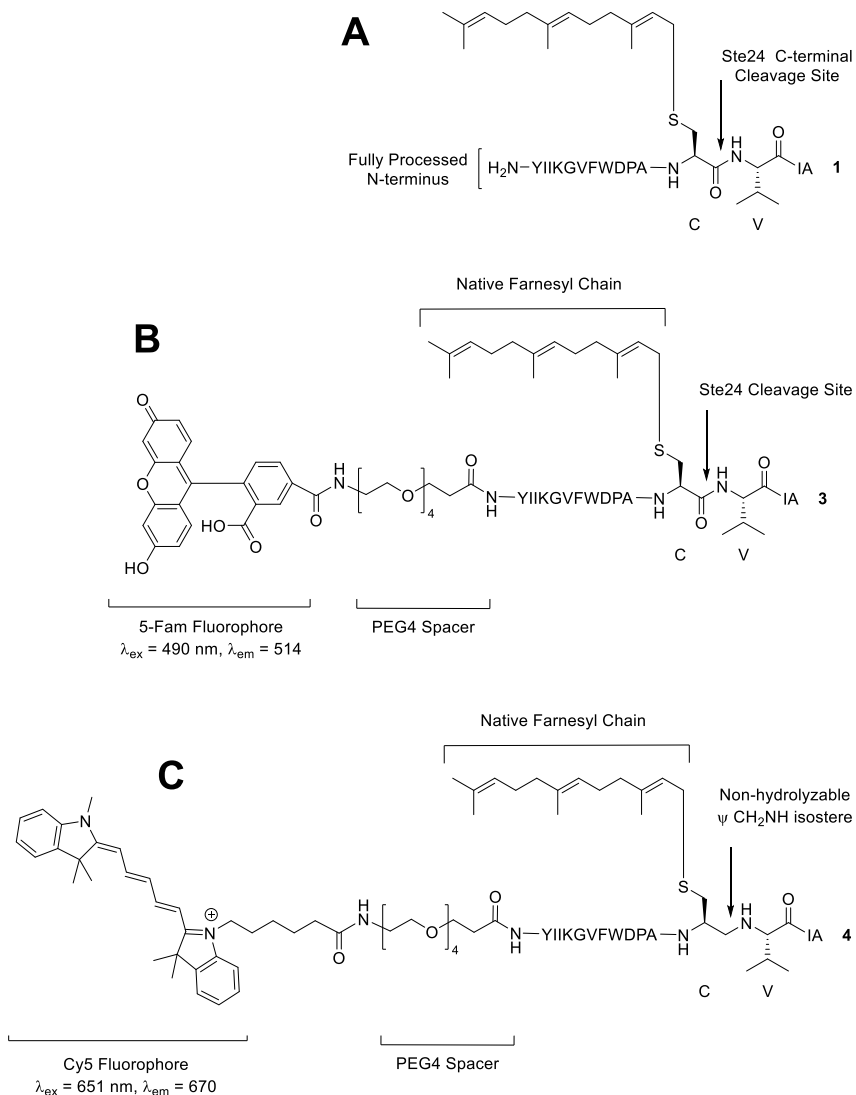 A
Ste24 C-terminal
Cleavage Site
S
H
N
O
Fully Processed
N-terminus
H2N–YIIKGVFWDPA
N
H
O
IA
1
C
V
Native Farnesyl Chain
B
Ste24 Cleavage Site
O
S
O
HO
O
O
H
N
O
4
O
N
H
YIIKGVFWDPA
N
H
O
H
N
O
IA
3
HO
C
V
5-Fam Fluorophore
λex = 490 nm, λem = 514
PEG4 Spacer
Native Farnesyl Chain
C
Non-hydrolyzable
ψ CH2NH isostere
N
S
N
+
O
H
N
O
4
O
N
H
YIIKGVFWDPA
N
H
H
N
O
IA
4
C
V
Cy5 Fluorophore
λex = 651 nm, λem = 670
PEG4 Spacer